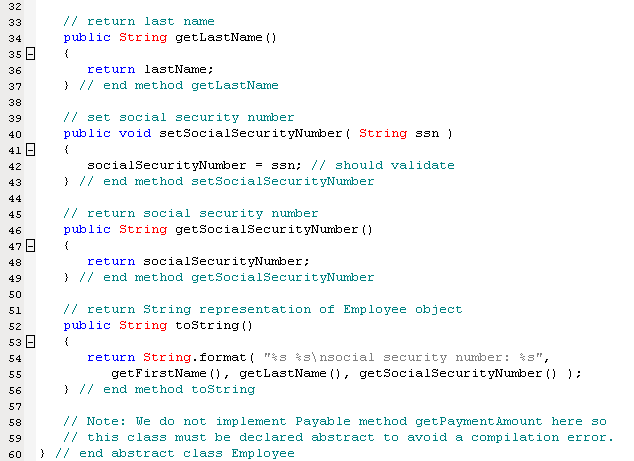 32
33 // return last name
34 public String getLastName()
35 {
36 return lastName;
37 } // end method getLastName
38
39 // set social security number
40 public void setSocialSecurityNumber( String ssn )
41 {
42 socialSecurityNumber = ssn; // should validate
43 } // end method setSocialSecurityNumber
44
45 // return social security number
46 public String getSocialSecurityNumber()
47 {
48 return socialSecurityNumber;
49 } // end method getSocialSecurityNumber
50
51 // return String representation of Employee object
52 public String toString()
53 {
54 return String.format( "%s %s\nsocial security number: %s",
55 getFirstName(), getLastName(), getSocialSecurityNumber() );
56 } // end method toString
57
58 // Note: We do not implement Payable method getPaymentAmount here so
59 // this class must be declared abstract to avoid a compilation error.
60 } // end abstract class Employee